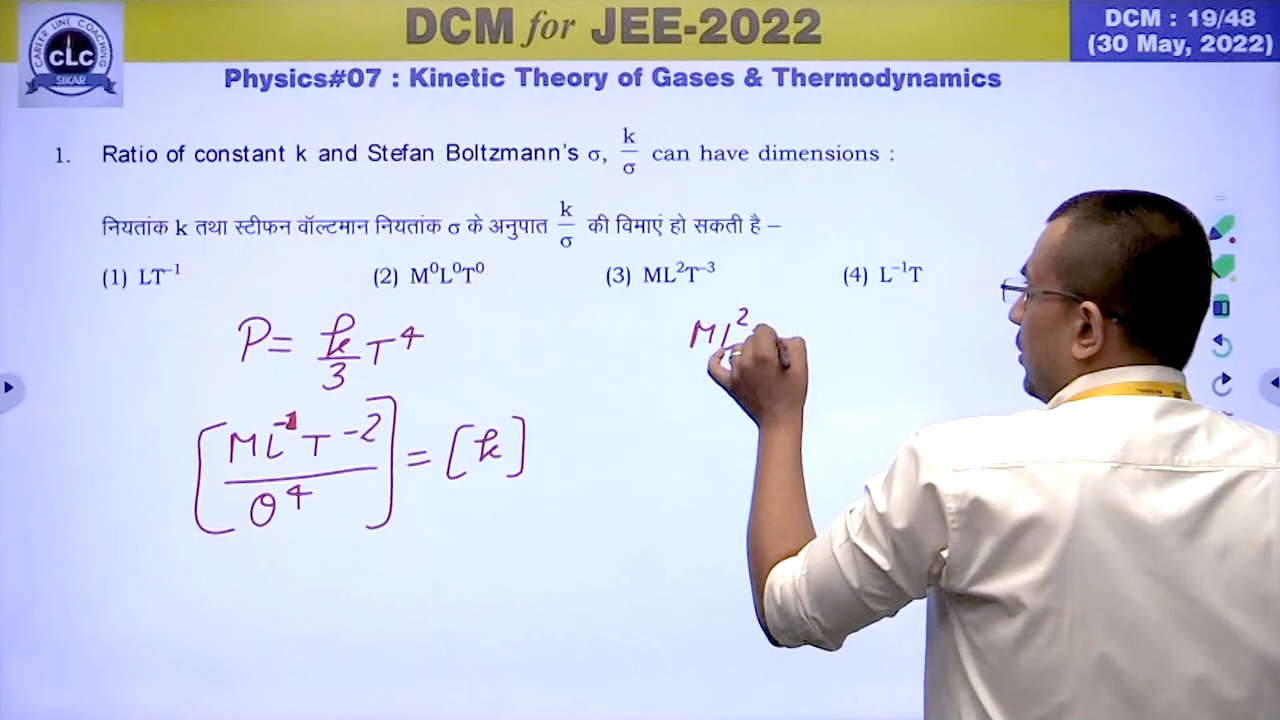 DCM for JEE-2022
DCM : 19/48
(30 May, 2022)
CAREER LINE COACHING
CLC
SIKAR
Physics#07 : Kinetic Theory of Gases & Thermodynamics
1. Ratio of constant k and Stefan Boltzmann's σ, k/σ can have dimensions :
नियतांक k तथा स्टीफन वॉल्टमान नियतांक σ के अनुपात k/σ की विमाएं हो सकती है –
(1) LT⁻¹ (2) M⁰L⁰T⁰ (3) ML²T⁻³ (4) L⁻¹T
P = k/3 T⁴
[ML⁻¹T⁻²/θ⁴] = [k]
ML²